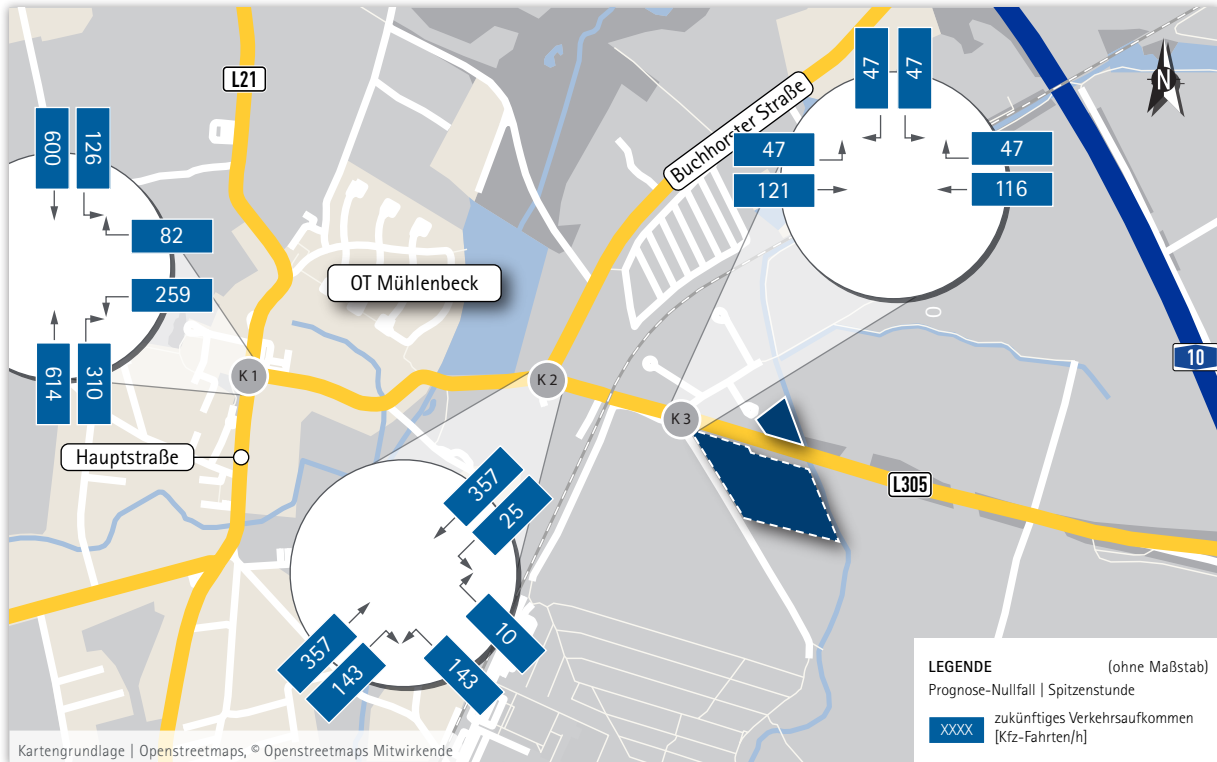 L21
Buchhorster Straße
N
47
47
47
121
47
116
600
126
82
259
614
310
OT Mühlenbeck
10
K 1
K 2
K 3
Hauptstraße
L305
357
25
10
357
143
143
LEGENDE (ohne Maßstab)
Prognose-Nullfall | Spitzenstunde
XXXX zukünftiges Verkehrsaufkommen
[Kfz-Fahrten/h]
Kartengrundlage | Openstreetmaps, © Openstreetmaps Mitwirkende